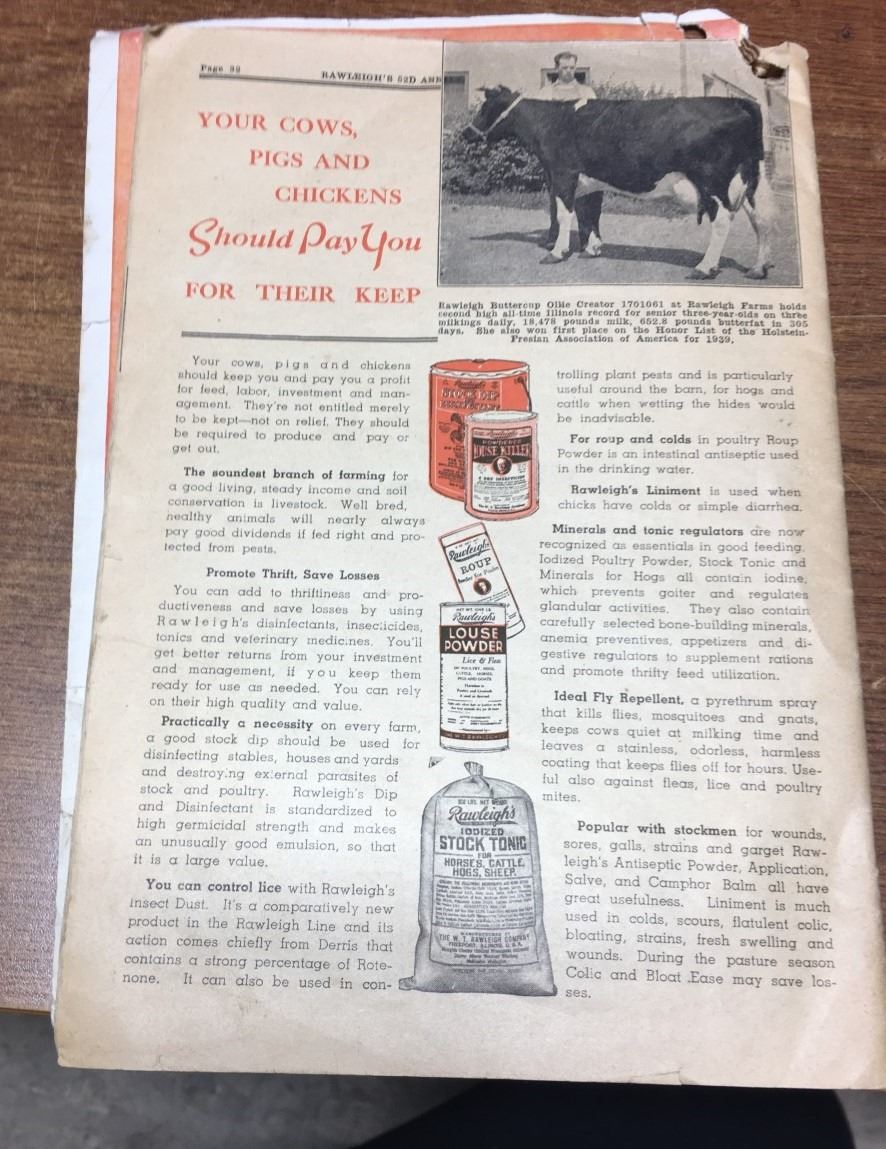 Page 32
RAWLEIGH'S 52D ANN
YOUR COWS,
PIGS AND
CHICKENS
Should Pay You
FOR THEIR KEEP
Rawleigh Buttercup Ollie Creator 1701061 at Rawleigh Farms holds
second high all-time Illinois record for senior three-year-olds on three
milkings daily, 18,478 pounds milk, 652.8 pounds butterfat in 305
days. She also won first place on the Honor List of the Holstein-
Fresian Association of America for 1939.
Your cows, pigs and chickens
should keep you and pay you a profit
for feed, labor, investment and man-
agement. They're not entitled merely
to be kept—not on relief. They should
be required to produce and pay or
get out.
The soundest branch of farming for
a good living, steady income and soil
conservation is livestock. Well bred,
healthy animals will nearly always
pay good dividends if fed right and pro-
tected from pests.
Promote Thrift, Save Losses
You can add to thriftiness and pro-
ductiveness and save losses by using
Rawleigh's disinfectants, insecticides,
tonics and veterinary medicines. You'll
get better returns from your investment
and management, if you keep them
ready for use as needed. You can rely
on their high quality and value.
Practically a necessity on every farm,
a good stock dip should be used for
disinfecting stables, houses and yards
and destroying external parasites of
stock and poultry. Rawleigh's Dip
and Disinfectant is standardized to
high germicidal strength and makes
an unusually good emulsion, so that
it is a large value.
You can control lice with Rawleigh's
Insect Dust. It's a comparatively new
product in the Rawleigh Line and its
action comes chiefly from Derris that
contains a strong percentage of Rote-
none. It can also be used in con-
Rawleigh's
STOCK DIP
POWDERED
LOUSE KILLER
Rawleigh's
ROUP
Powder for Poultry
NET WT. ONE LB.
Rawleigh's
LOUSE
POWDER
Lice & Fleas
100 LBS. NET WEIGHT
Rawleigh's
IODIZED
STOCK TONIC
FOR
HORSES, CATTLE,
HOGS, SHEEP.
MANUFACTURED BY
THE W. T. RAWLEIGH COMPANY
FREEPORT, ILLINOIS, U. S. A.
trolling plant pests and is particularly
useful around the barn, for hogs and
cattle when wetting the hides would
be inadvisable.
For roup and colds in poultry Roup
Powder is an intestinal antiseptic used
in the drinking water.
Rawleigh's Liniment is used when
chicks have colds or simple diarrhea.
Minerals and tonic regulators are now
recognized as essentials in good feeding.
Iodized Poultry Powder, Stock Tonic and
Minerals for Hogs all contain iodine,
which prevents goiter and regulates
glandular activities. They also contain
carefully selected bone-building minerals,
anemia preventives, appetizers and di-
gestive regulators to supplement rations
and promote thrifty feed utilization.
Ideal Fly Repellent, a pyrethrum spray
that kills flies, mosquitoes and gnats,
keeps cows quiet at milking time and
leaves a stainless, odorless, harmless
coating that keeps flies off for hours. Use-
ful also against fleas, lice and poultry
mites.
Popular with stockmen for wounds,
sores, galls, strains and garget Raw-
leigh's Antiseptic Powder, Application,
Salve, and Camphor Balm all have
great usefulness. Liniment is much
used in colds, scours, flatulent colic,
bloating, strains, fresh swelling and
wounds. During the pasture season
Colic and Bloat Ease may save los-
ses.